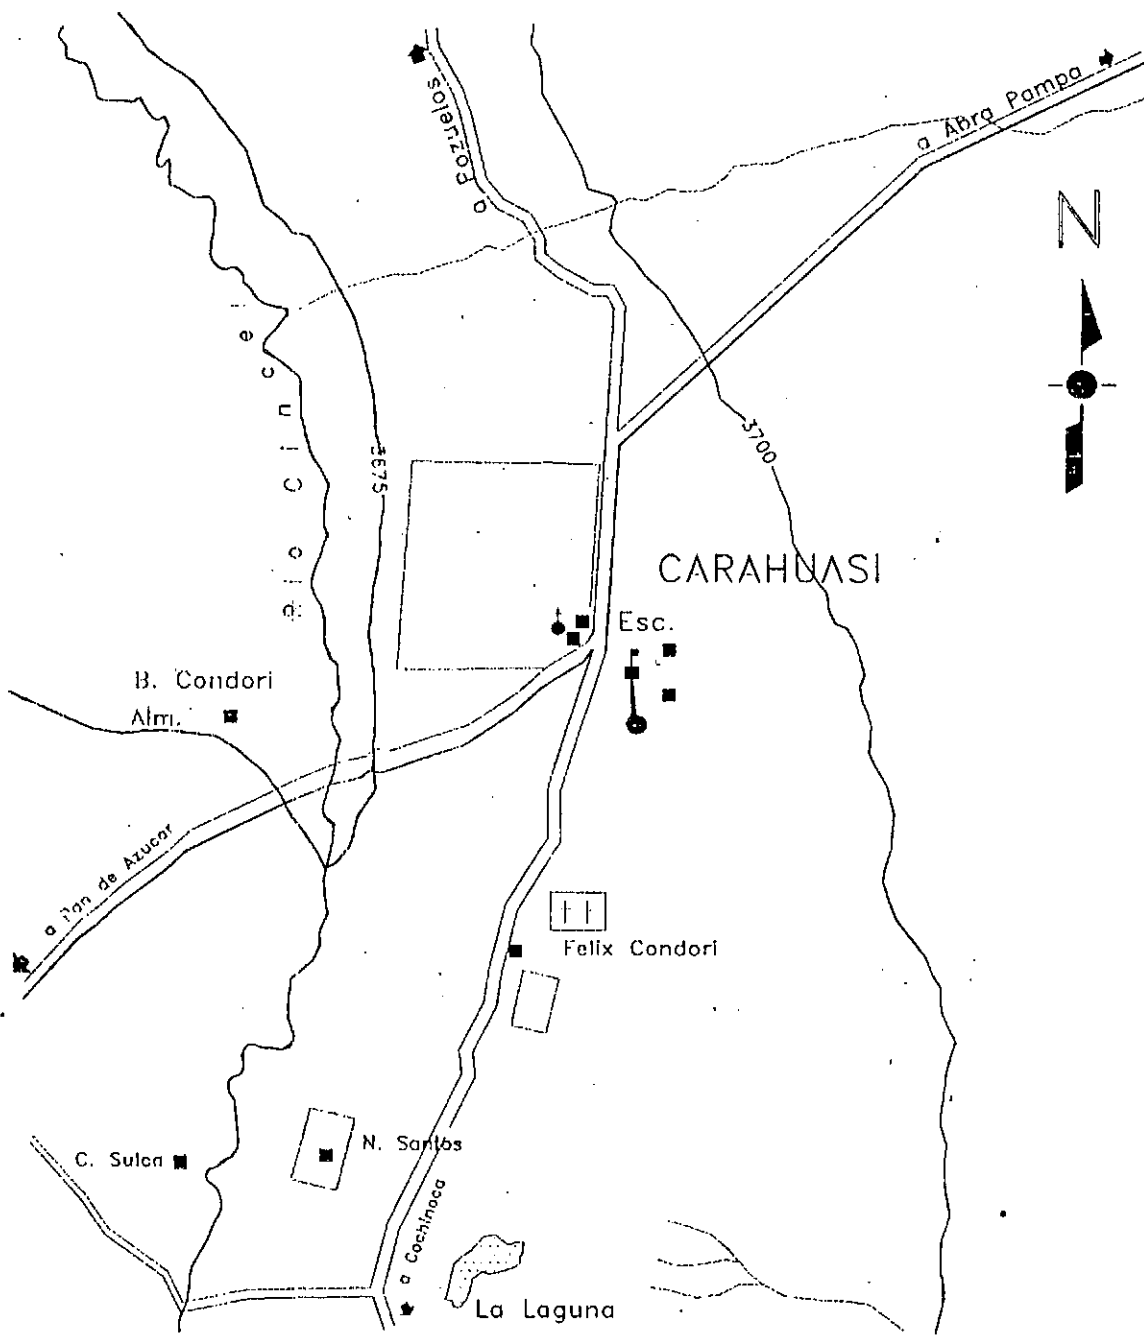 a Pozuelos
a Abra Pampa
N
Rio Cincel
3675
3700
CARAHUASI
Esc.
B. Condori
Alm.
a Pan de Azucar
Felix Condori
N. Santos
C. Sulca
a Cochinoca
La Laguna